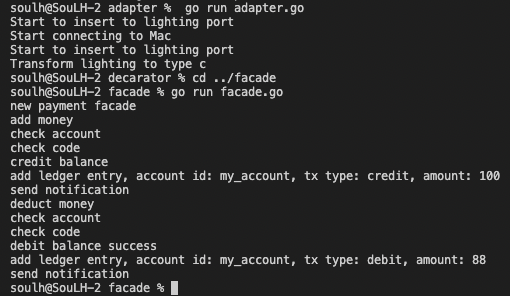 soulh@SouLH-2 adapter %  go run adapter.go
Start to insert to lighting port
Start connecting to Mac
Start to insert to lighting port
Transform lighting to type c
soulh@SouLH-2 decarator % cd ../facade
soulh@SouLH-2 facade % go run facade.go
new payment facade
add money
check account
check code
credit balance
add ledger entry, account id: my_account, tx type: credit, amount: 100
send notification
deduct money
check account
check code
debit balance success
add ledger entry, account id: my_account, tx type: debit, amount: 88
send notification
soulh@SouLH-2 facade %